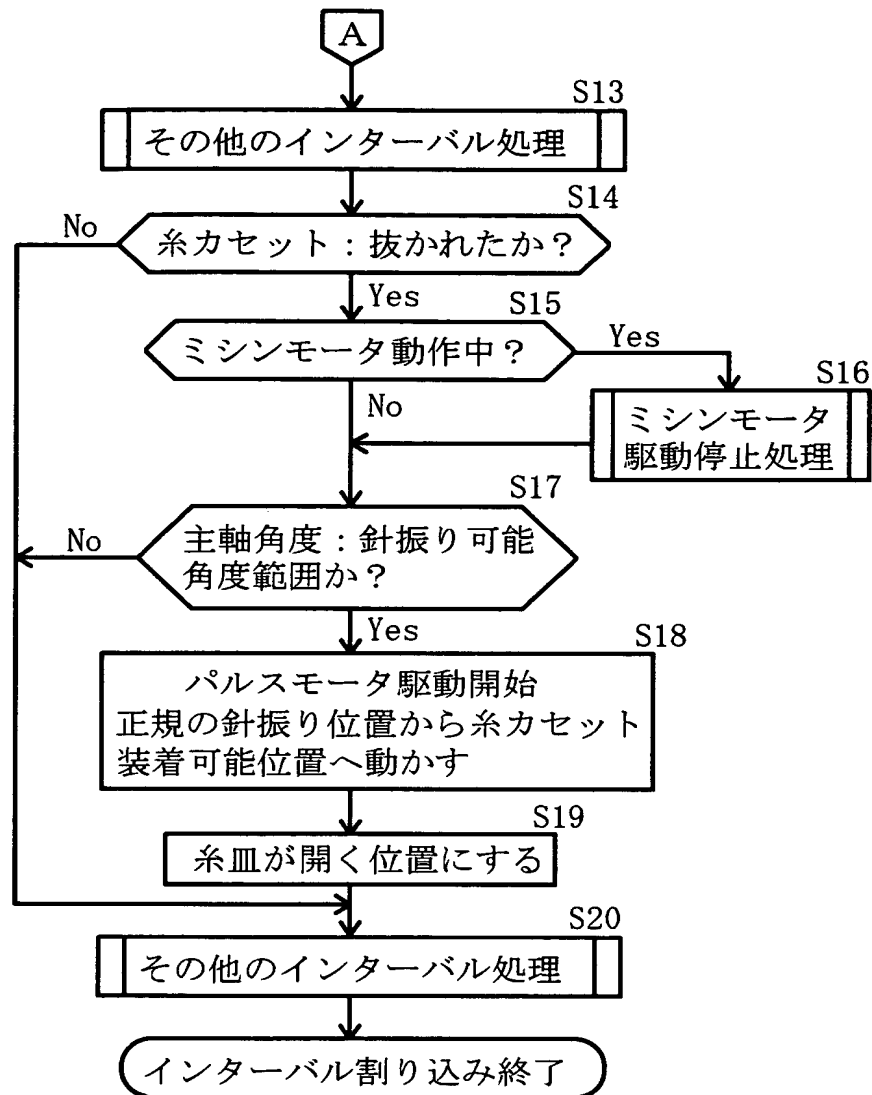 A
S13
その他のインターバル処理
S14
No
糸カセット：抜かれたか？
Yes
S15
ミシンモータ動作中？
Yes
S16
No
ミシンモータ
駆動停止処理
S17
No
主軸角度：針振り可能
角度範囲か？
Yes
S18
パルスモータ駆動開始
正規の針振り位置から糸カセット
装着可能位置へ動かす
S19
糸皿が開く位置にする
S20
その他のインターバル処理
インターバル割り込み終了